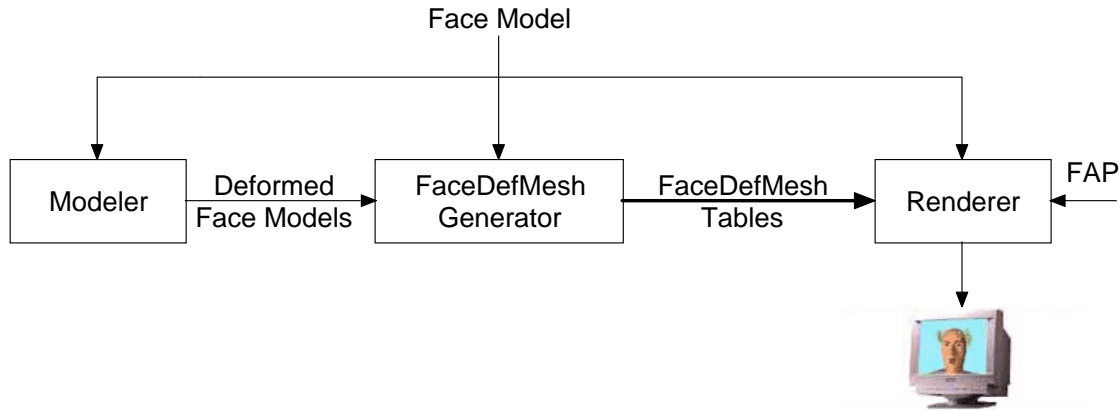 Face Model
Modeler
Deformed
Face Models
FaceDefMesh
Generator
FaceDefMesh
Tables
Renderer
FAP